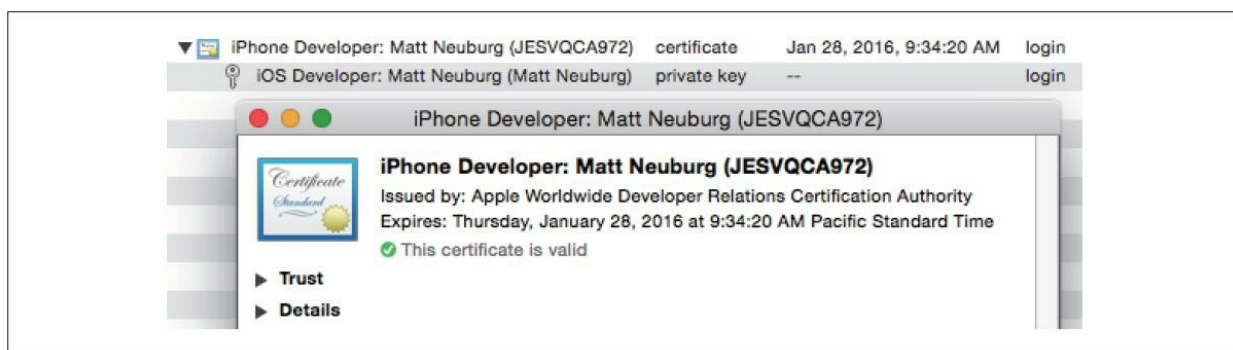 iPhone Developer: Matt Neuburg (JESVQCA972) certificate Jan 28, 2016, 9:34:20 AM login
iOS Developer: Matt Neuburg (Matt Neuburg) private key -- login
iPhone Developer: Matt Neuburg (JESVQCA972)
Certificate
Standard
iPhone Developer: Matt Neuburg (JESVQCA972)
Issued by: Apple Worldwide Developer Relations Certification Authority
Expires: Thursday, January 28, 2016 at 9:34:20 AM Pacific Standard Time
This certificate is valid
Trust
Details